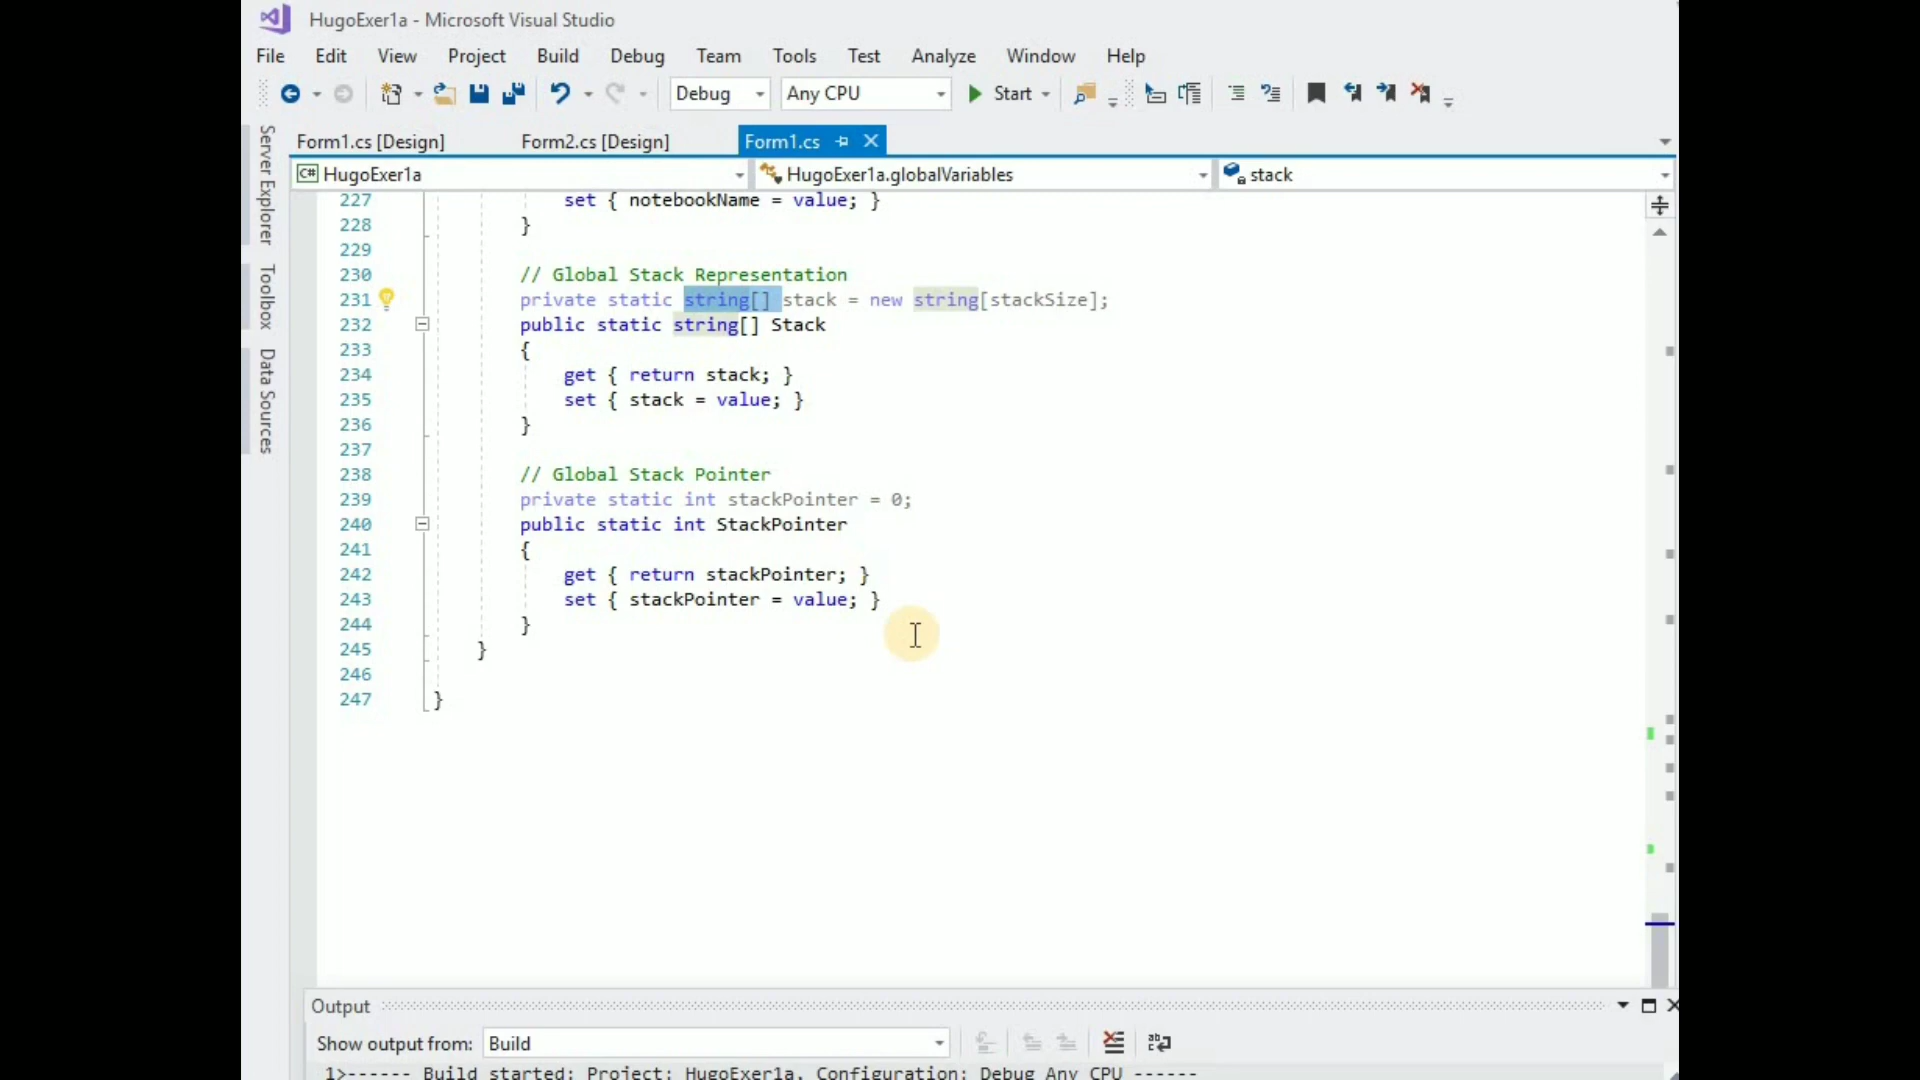 HugoExer1a - Microsoft Visual Studio
File Edit View Project Build Debug Team Tools Test Analyze Window Help
Debug Any CPU Start
Server Explorer
Toolbox
Data Sources
Form1.cs [Design] Form2.cs [Design] Form1.cs
C# HugoExer1a HugoExer1a.globalVariables stack
227 set { notebookName = value; }
228 }
229
230 // Global Stack Representation
231 private static string[] stack = new string[stackSize];
232 public static string[] Stack
233 {
234 get { return stack; }
235 set { stack = value; }
236 }
237
238 // Global Stack Pointer
239 private static int stackPointer = 0;
240 public static int StackPointer
241 {
242 get { return stackPointer; }
243 set { stackPointer = value; }
244 }
245 }
246
247 }
Output
Show output from: Build
1>------ Build started: Project: HugoExer1a, Configuration: Debug Any CPU ------